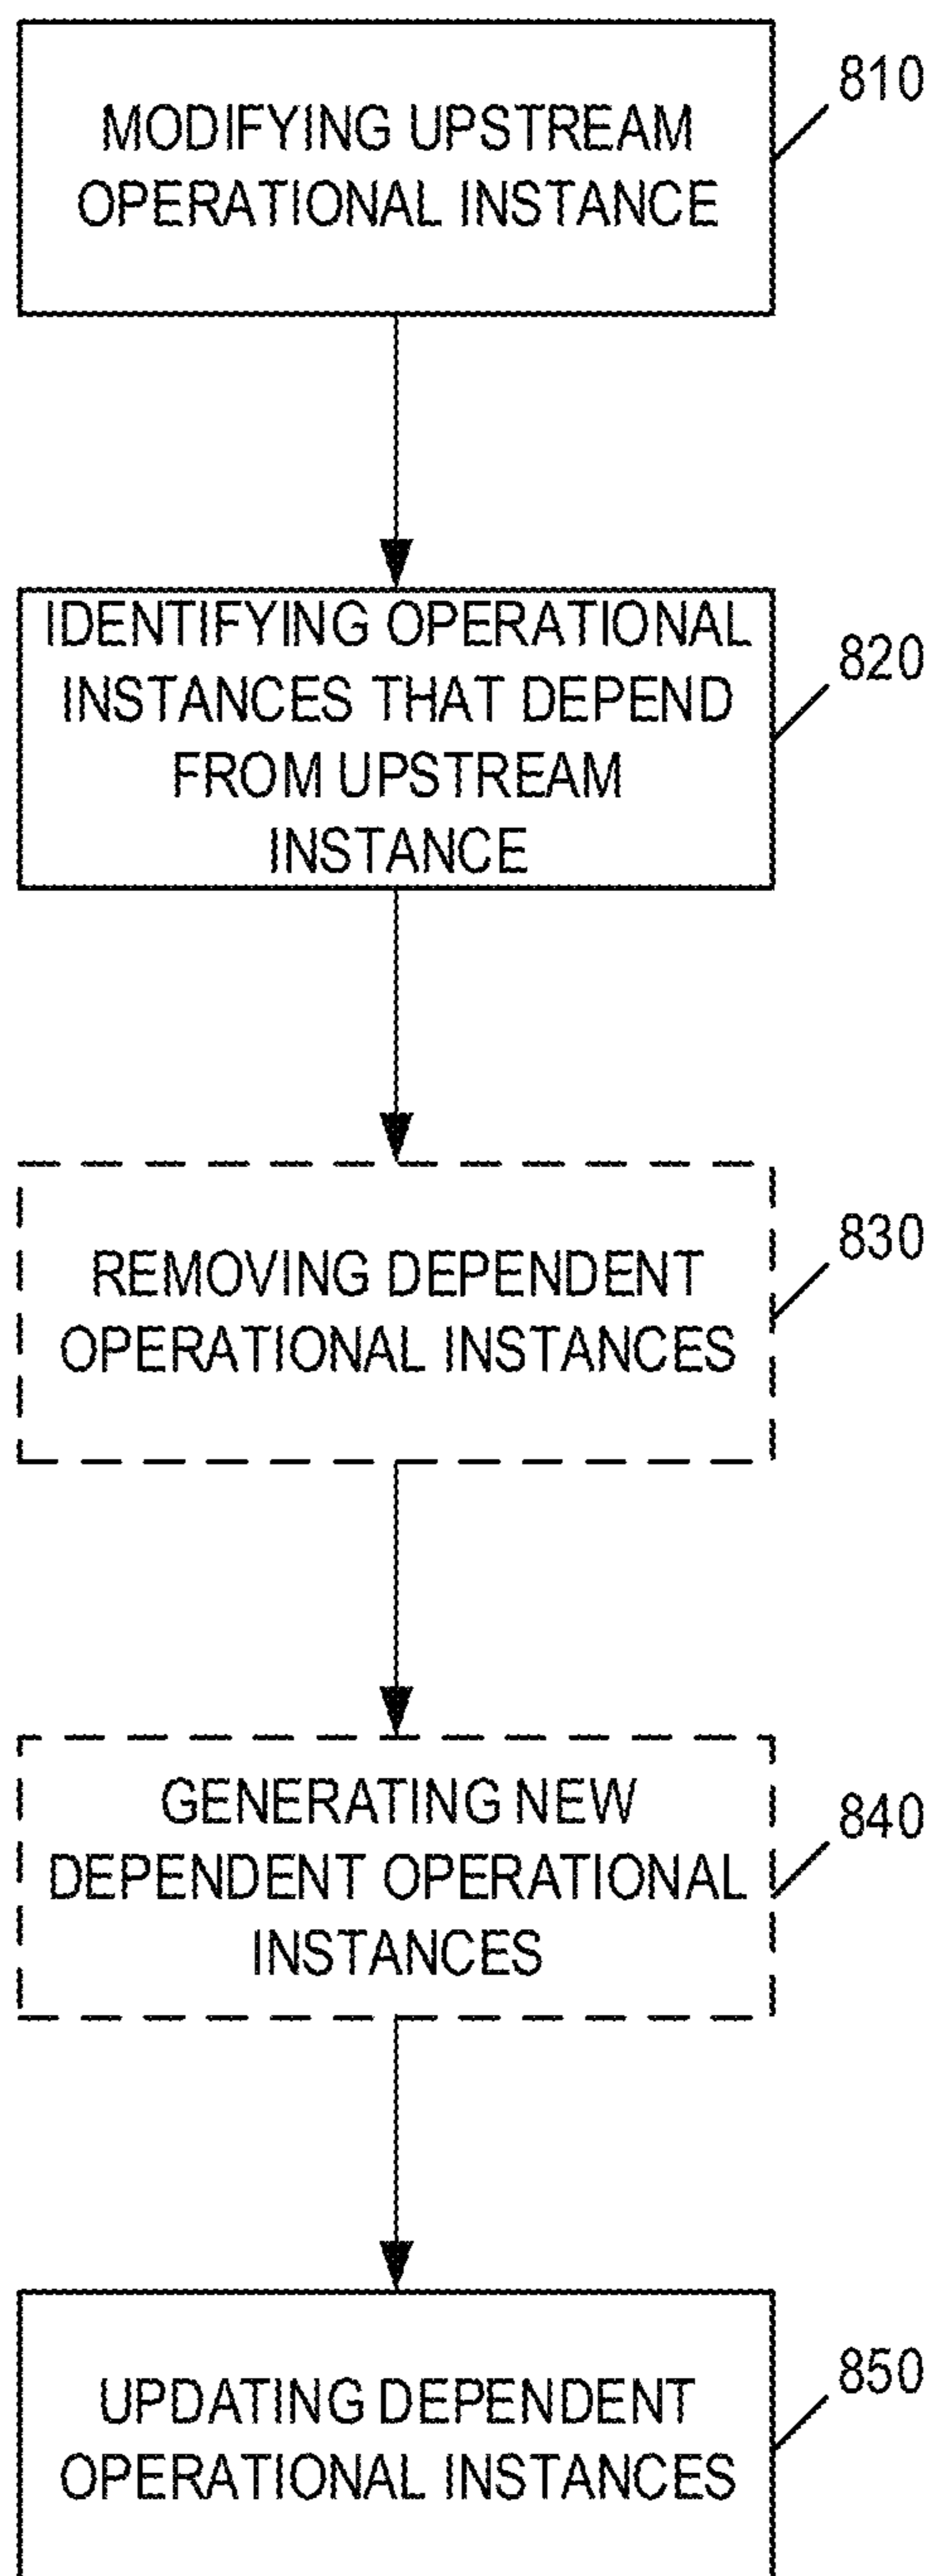 810
MODIFYING UPSTREAM
OPERATIONAL INSTANCE
820
IDENTIFYING OPERATIONAL
INSTANCES THAT DEPEND
FROM UPSTREAM
INSTANCE
830
REMOVING DEPENDENT
OPERATIONAL INSTANCES
840
GENERATING NEW
DEPENDENT OPERATIONAL
INSTANCES
850
UPDATING DEPENDENT
OPERATIONAL INSTANCES